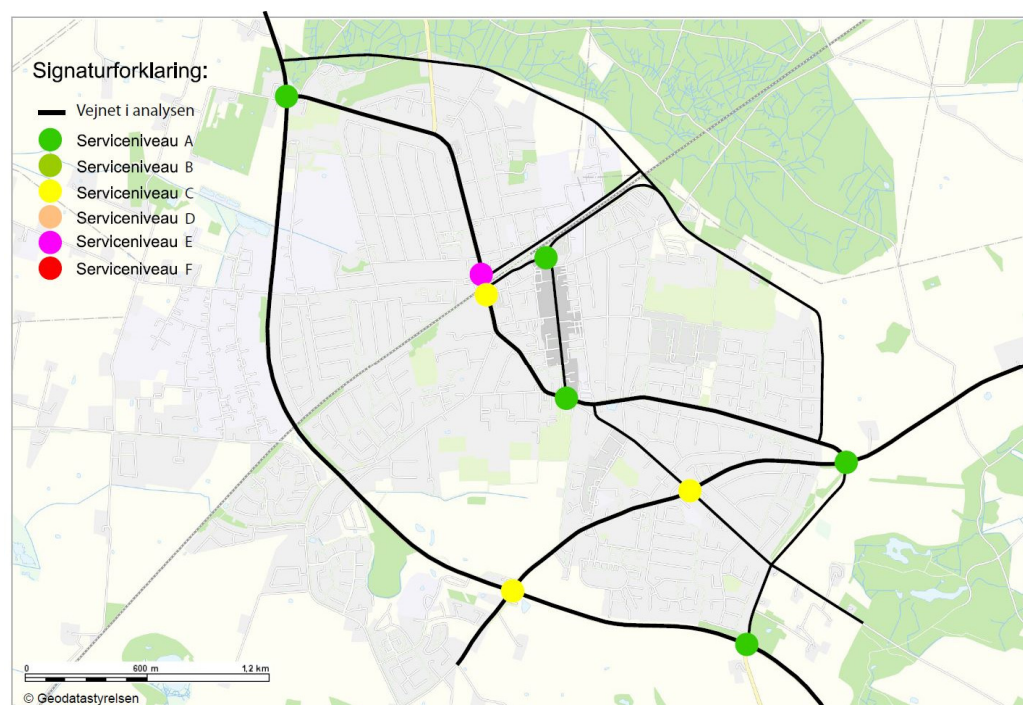 Signaturforklaring:
Vejnet i analysen
Serviceniveau A
Serviceniveau B
Serviceniveau C
Serviceniveau D
Serviceniveau E
Serviceniveau F
0 600 m 1,2 km
© Geodatastyrelsen